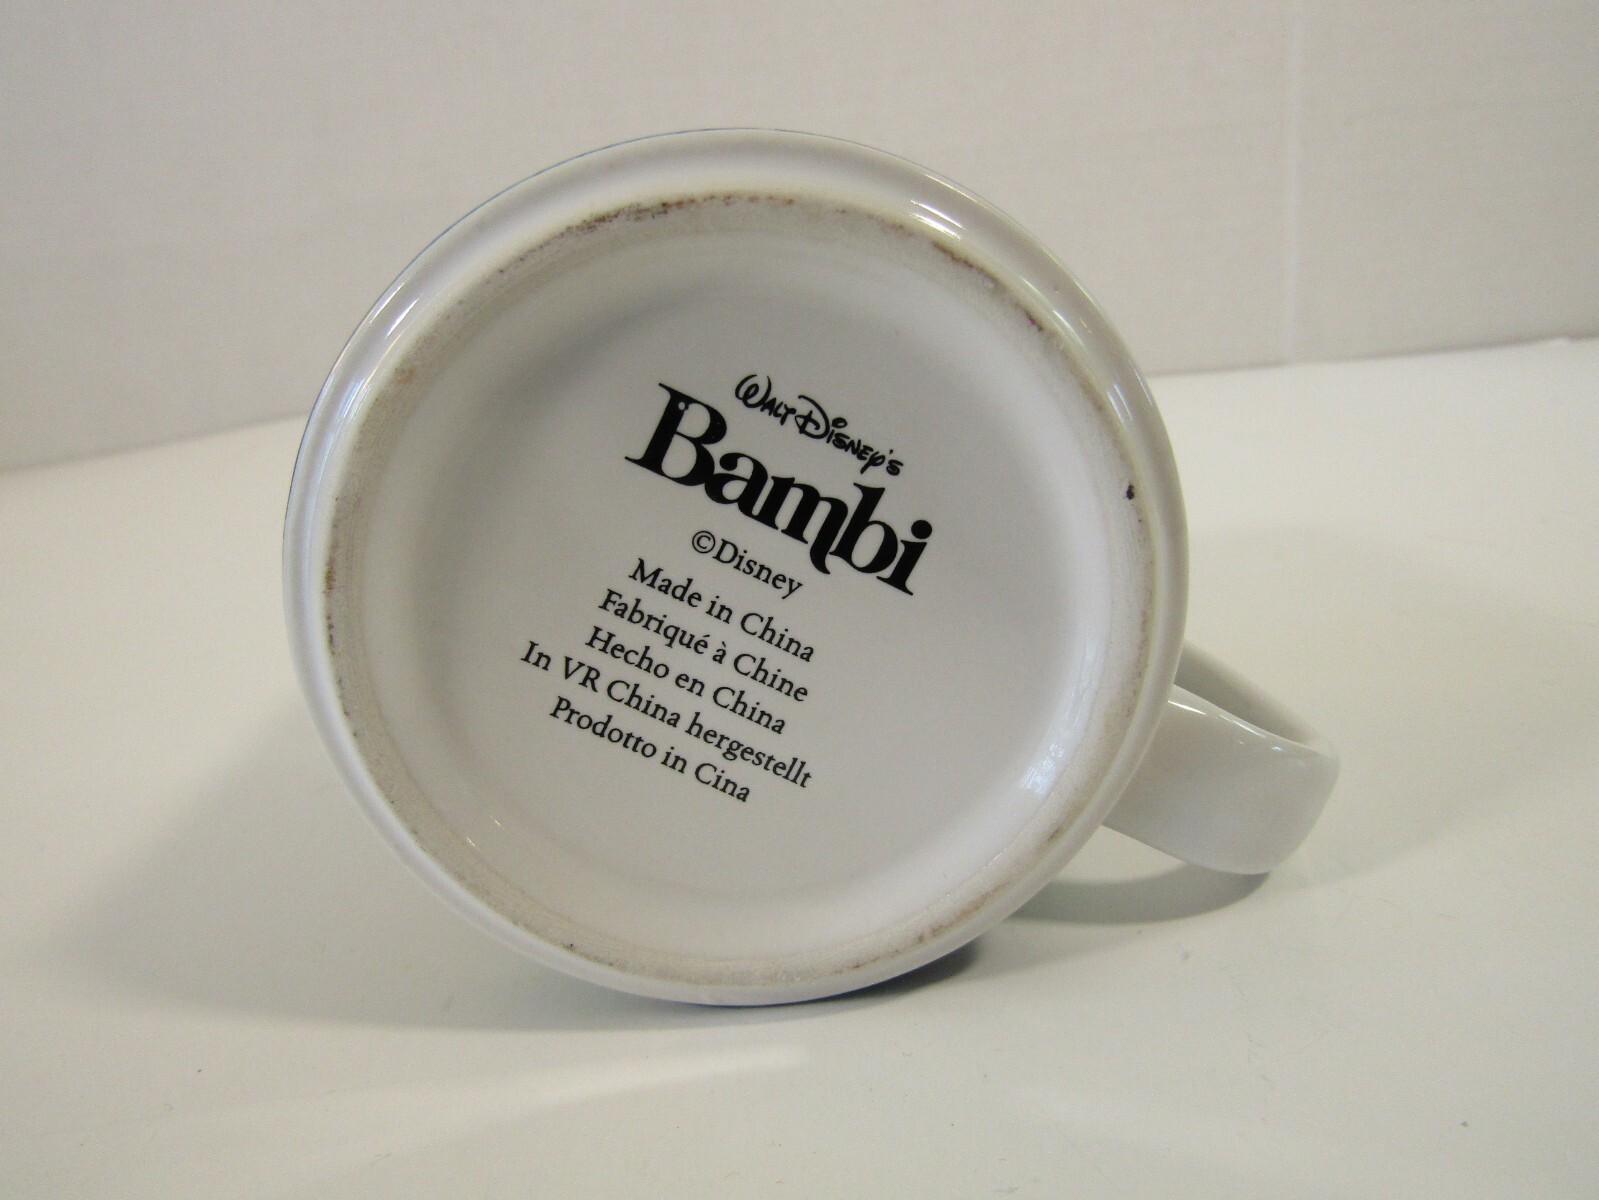 Walt Disney's
Bambi
©Disney
Made in China
Fabriqué à Chine
Hecho en China
In VR China hergestellt
Prodotto in Cina